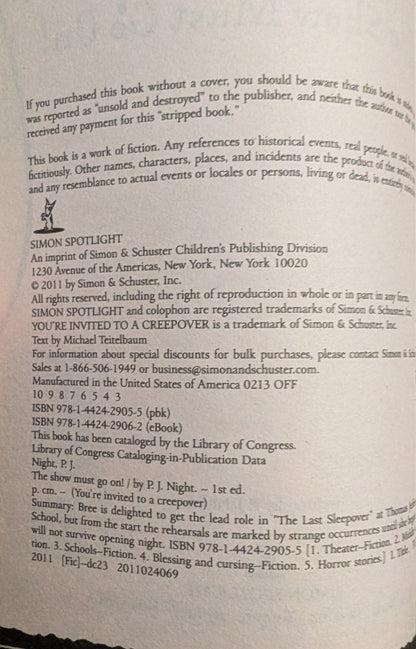 If you purchased this book without a cover, you should be aware that this book is
was reported as "unsold and destroyed" to the publisher, and neither the author nor the
received any payment for this "stripped book."
This book is a work of fiction. Any references to historical events, real people, or real
fictitiously. Other names, characters, places, and incidents are the product of the author's
and any resemblance to actual events or locales or persons, living or dead, is entirely
SIMON SPOTLIGHT
An imprint of Simon & Schuster Children's Publishing Division
1230 Avenue of the Americas, New York, New York 10020
© 2011 by Simon & Schuster, Inc.
All rights reserved, including the right of reproduction in whole or in part in any form.
SIMON SPOTLIGHT and colophon are registered trademarks of Simon & Schuster, Inc.
YOU'RE INVITED TO A CREEPOVER is a trademark of Simon & Schuster, Inc.
Text by Michael Teitelbaum
For information about special discounts for bulk purchases, please contact Simon &
Sales at 1-866-506-1949 or business@simonandschuster.com.
Manufactured in the United States of America 0213 OFF
10 9 8 7 6 5 4 3
ISBN 978-1-4424-2905-5 (pbk)
ISBN 978-1-4424-2906-2 (eBook)
This book has been cataloged by the Library of Congress.
Library of Congress Cataloging-in-Publication Data
Night, P. J.
The show must go on! / by P. J. Night. – 1st ed.
p. cm. – (You're invited to a creepover)
Summary: Bree is delighted to get the lead role in "The Last Sleepover" at Thomas
School, but from the start the rehearsals are marked by strange occurrences until she
will not survive opening night. ISBN 978-1-4424-2905-5 [1. Theater–Fiction. 2.
tion. 3. Schools–Fiction. 4. Blessing and cursing–Fiction. 5. Horror stories.] I. Title.
2011 [Fic]–dc23 2011024069